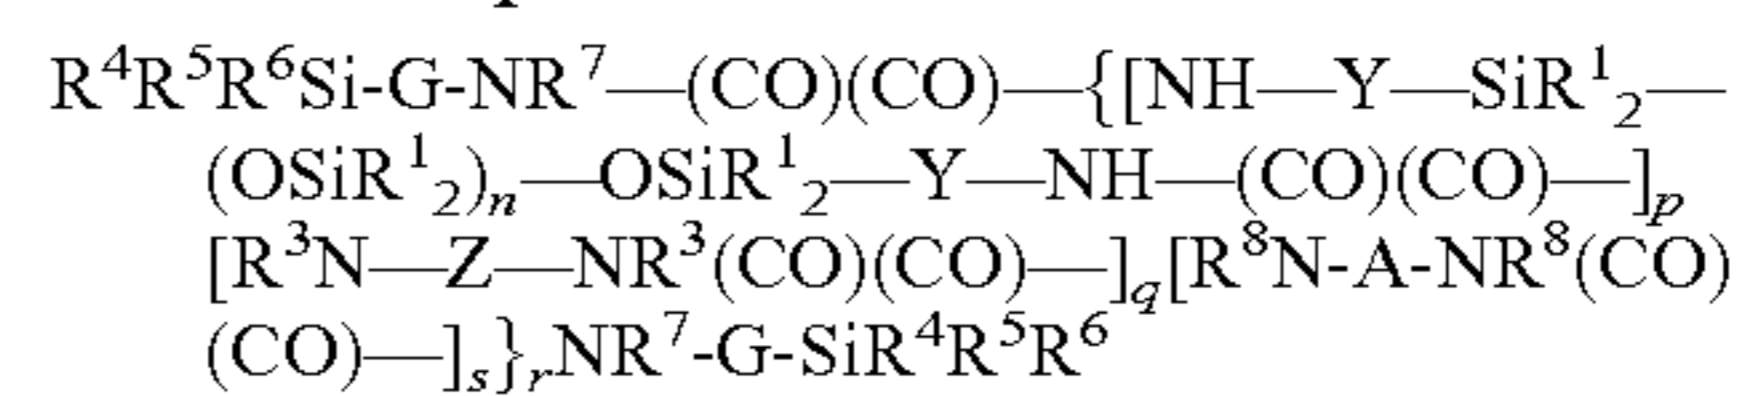 R⁴R⁵R⁶Si-G-NR⁷—(CO)(CO)—{[NH—Y—SiR¹₂—
(OSiR¹₂)ₙ—OSiR¹₂—Y—NH—(CO)(CO)—]ₚ
[R³N—Z—NR³(CO)(CO)—]_q[R⁸N-A-NR⁸(CO)
(CO)—]ₛ}ᵣNR⁷-G-SiR⁴R⁵R⁶